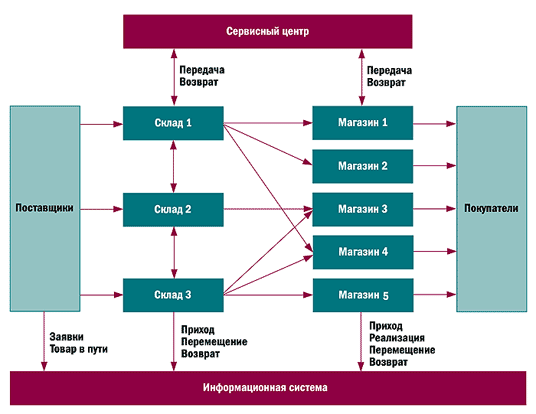 Сервисный центр
Передача
Возврат
Передача
Возврат
Поставщики
Склад 1
Склад 2
Склад 3
Магазин 1
Магазин 2
Магазин 3
Магазин 4
Магазин 5
Покупатели
Заявки
Товар в пути
Приход
Перемещение
Возврат
Приход
Реализация
Перемещение
Возврат
Информационная система